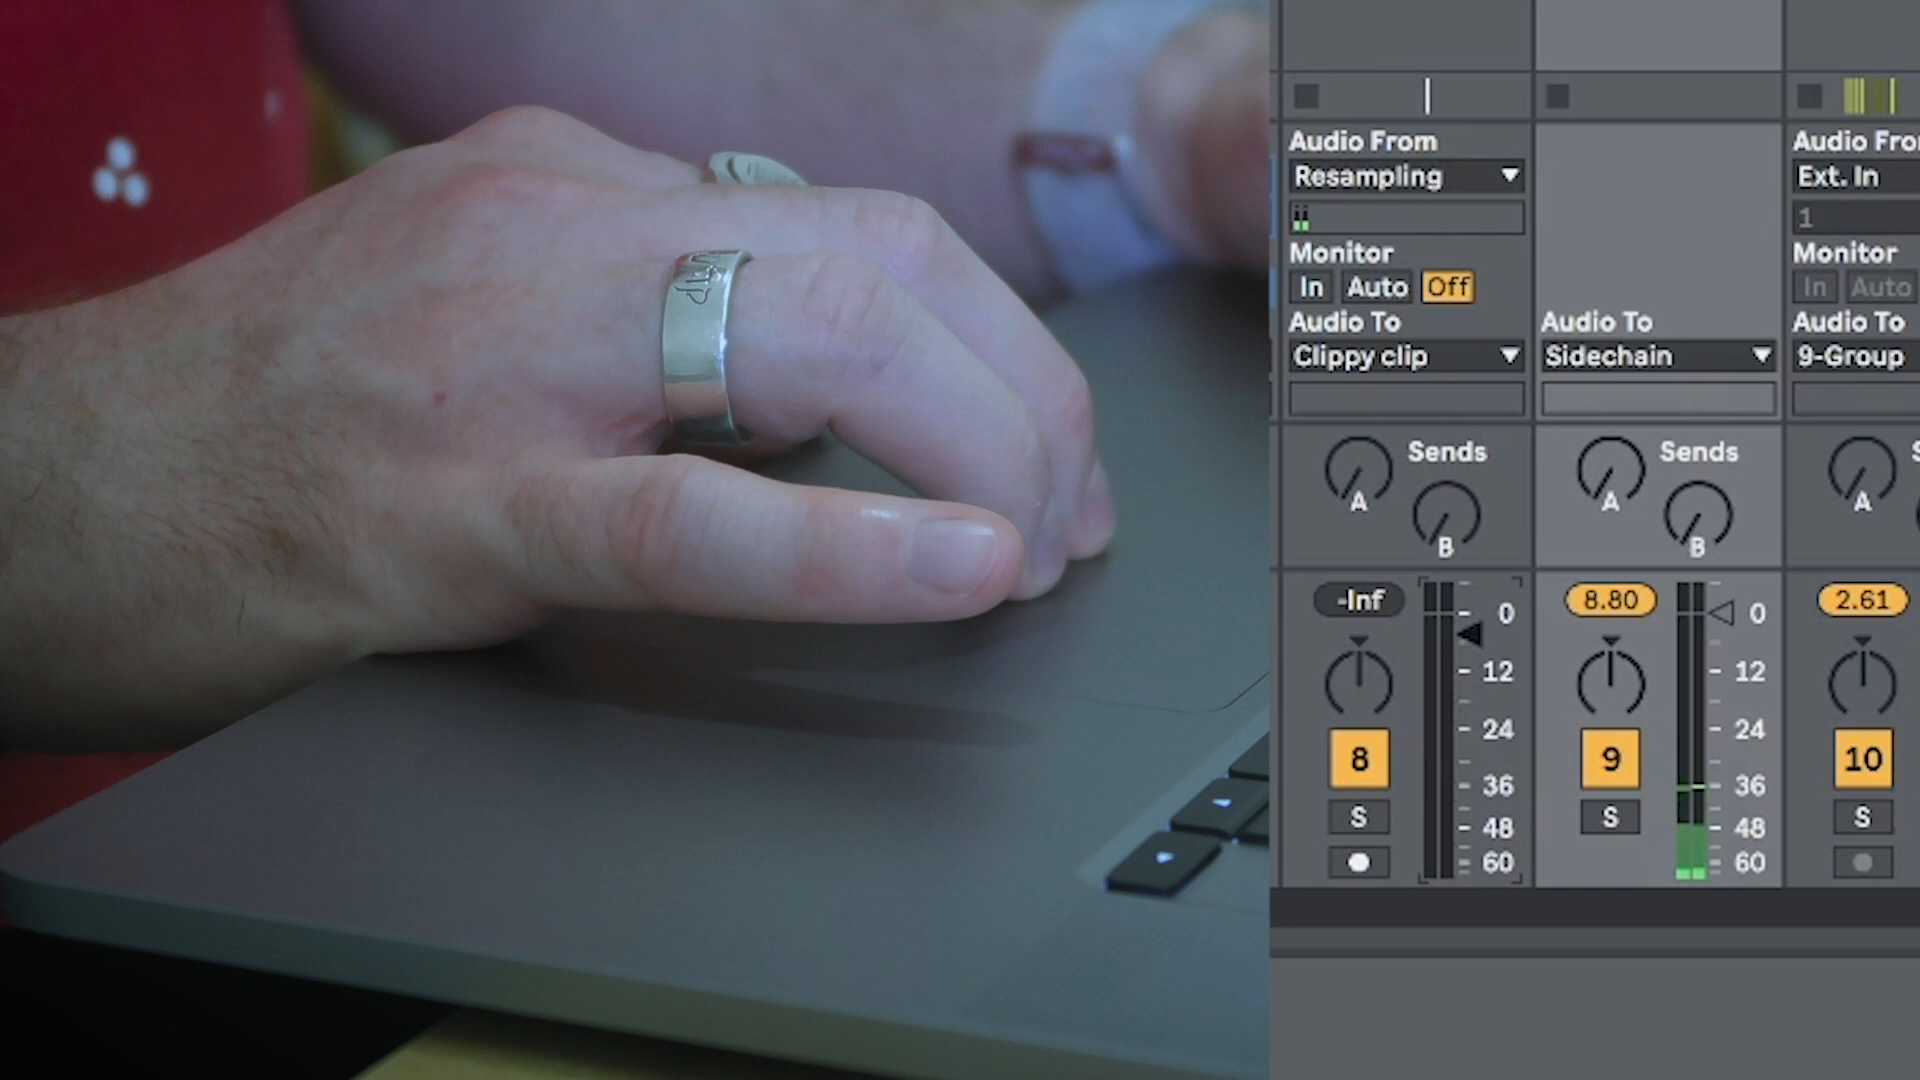 Audio From
Resampling
Monitor
In Auto Off
Audio To
Clippy clip
Sends
A
B
-Inf
0
12
24
36
48
60
8
S
Audio To
Sidechain
Sends
A
B
8.80
0
12
24
36
48
60
9
S
Audio Fro
Ext. In
1
Monitor
In Auto
Audio To
9-Group
S
A
2.61
10
S